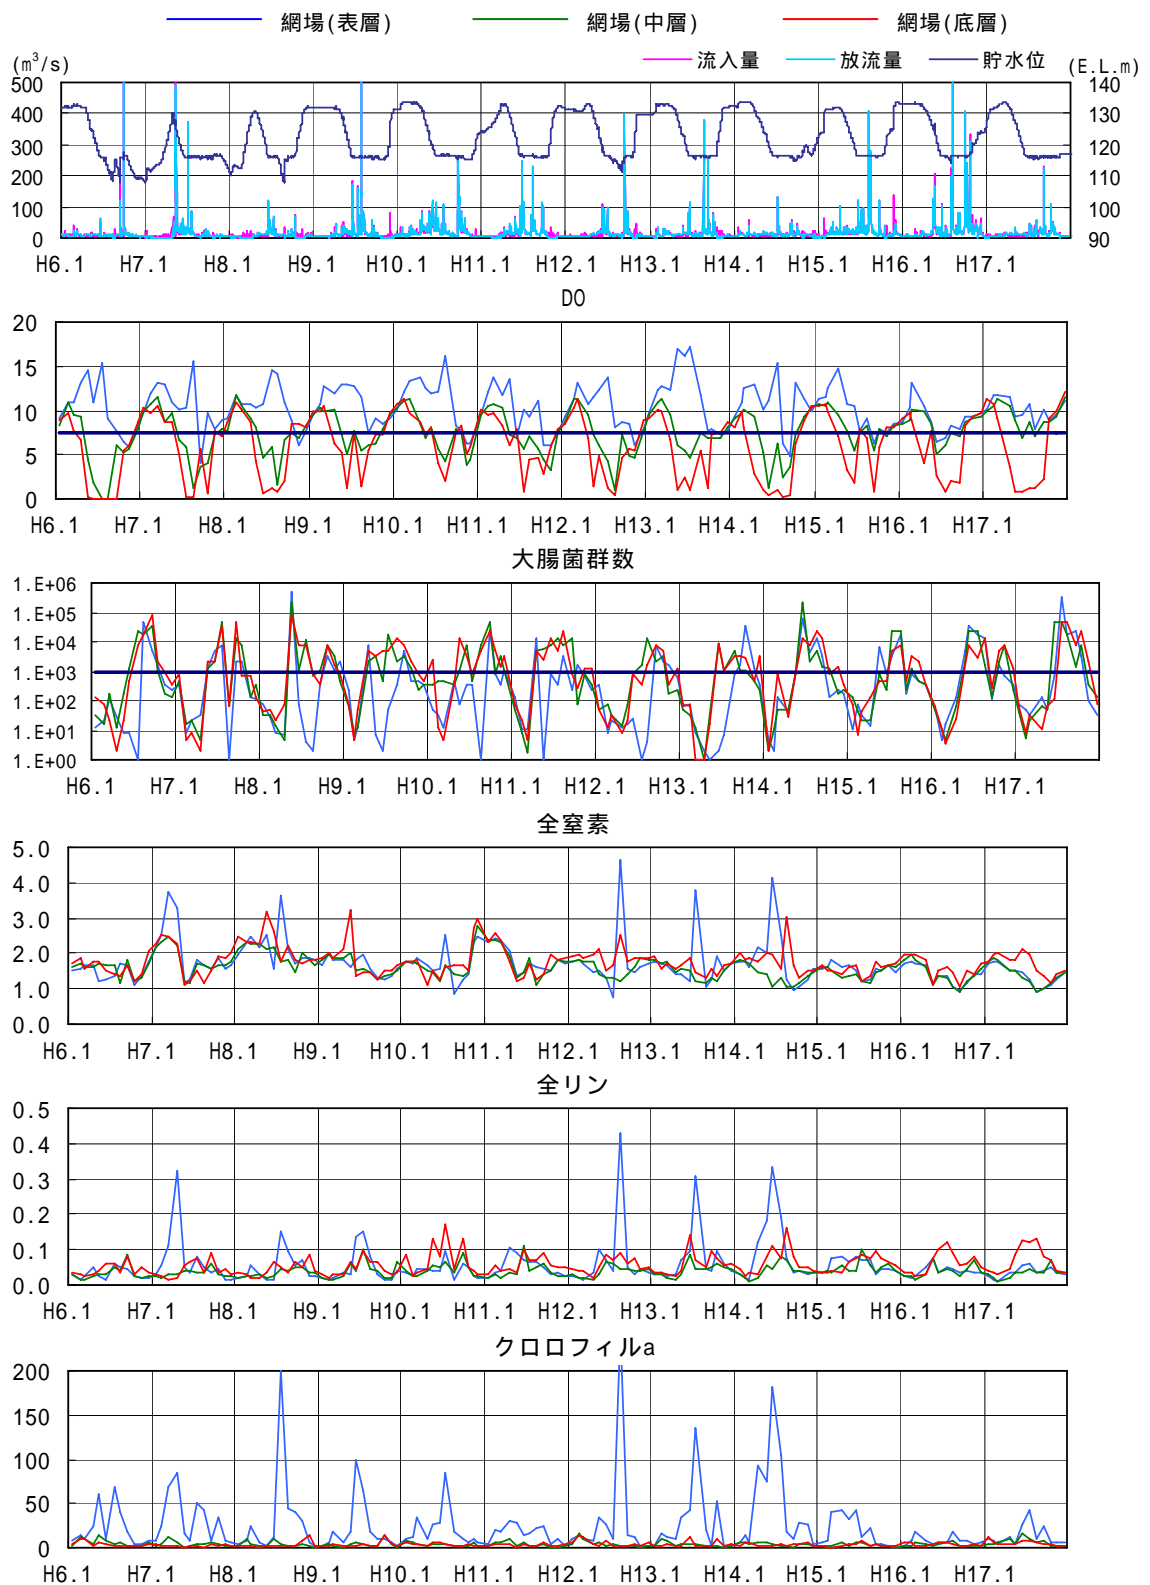 網場(表層) 網場(中層) 網場(底層)
流入量 放流量 貯水位
(m³/s) (E.L.m)
500 140
400 130
300 120
200 110
100 100
0 90
H6.1 H7.1 H8.1 H9.1 H10.1 H11.1 H12.1 H13.1 H14.1 H15.1 H16.1 H17.1
DO
20
15
10
5
0
H6.1 H7.1 H8.1 H9.1 H10.1 H11.1 H12.1 H13.1 H14.1 H15.1 H16.1 H17.1
大腸菌群数
1.E+06
1.E+05
1.E+04
1.E+03
1.E+02
1.E+01
1.E+00
H6.1 H7.1 H8.1 H9.1 H10.1 H11.1 H12.1 H13.1 H14.1 H15.1 H16.1 H17.1
全窒素
5.0
4.0
3.0
2.0
1.0
0.0
H6.1 H7.1 H8.1 H9.1 H10.1 H11.1 H12.1 H13.1 H14.1 H15.1 H16.1 H17.1
全リン
0.5
0.4
0.3
0.2
0.1
0.0
H6.1 H7.1 H8.1 H9.1 H10.1 H11.1 H12.1 H13.1 H14.1 H15.1 H16.1 H17.1
クロロフィルa
200
150
100
50
0
H6.1 H7.1 H8.1 H9.1 H10.1 H11.1 H12.1 H13.1 H14.1 H15.1 H16.1 H17.1